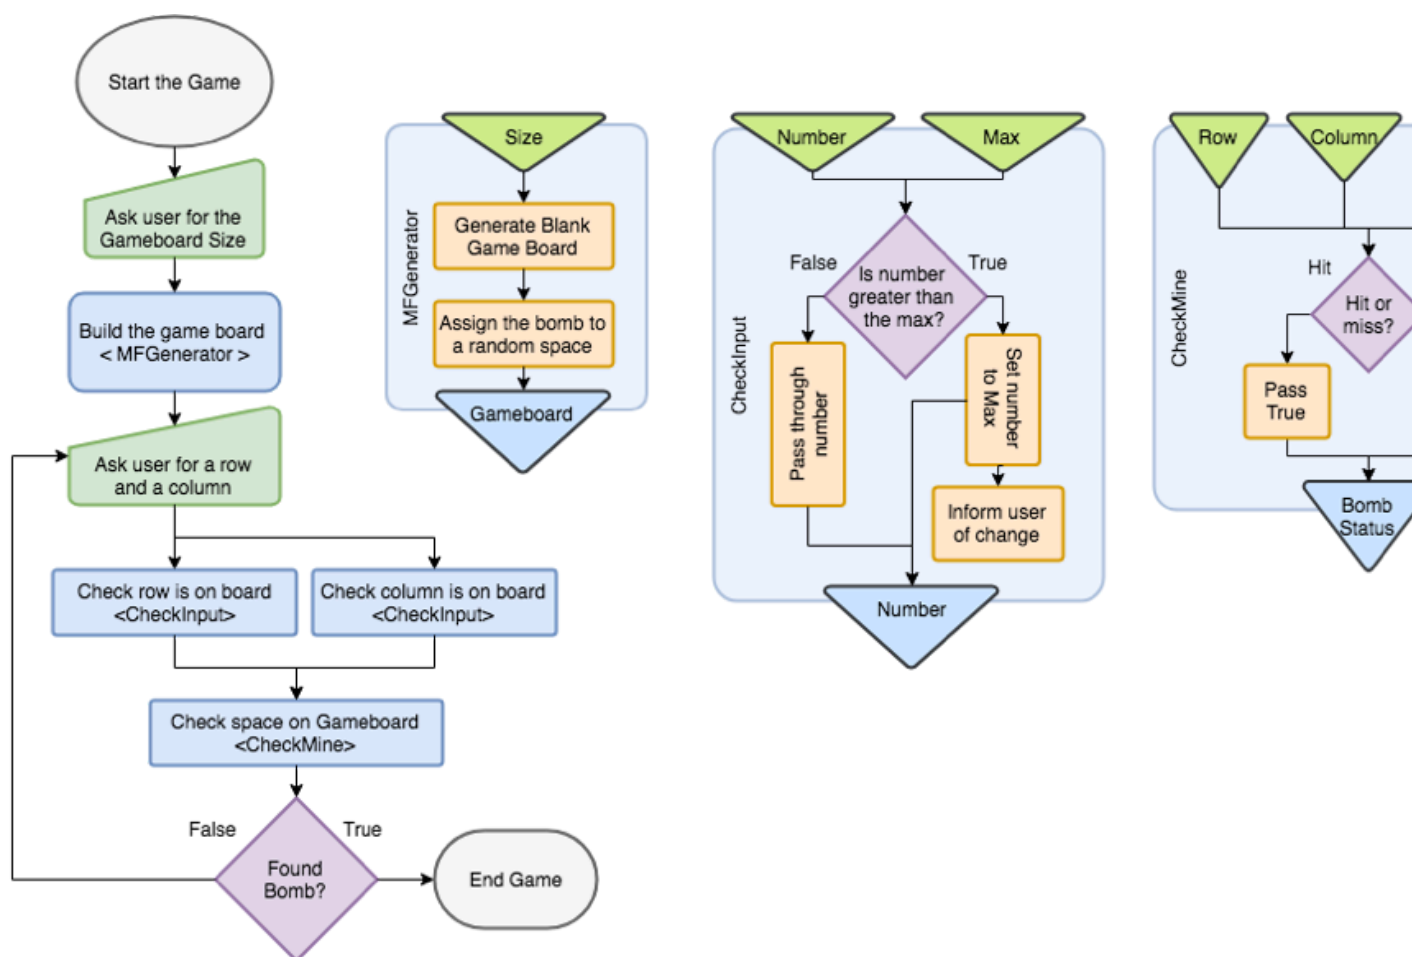 Start the Game
Ask user for the
Gameboard Size
Build the game board
< MFGenerator >
Ask user for a row
and a column
Check row is on board
<CheckInput>
Check column is on board
<CheckInput>
Check space on Gameboard
<CheckMine>
False
True
Found
Bomb?
End Game
Size
MFGenerator
Generate Blank
Game Board
Assign the bomb to
a random space
Gameboard
Number
Max
CheckInput
False
True
Is number
greater than
the max?
Pass through
number
Set number
to Max
Inform user
of change
Number
Row
Column
CheckMine
Hit
Hit or
miss?
Pass
True
Bomb
Status